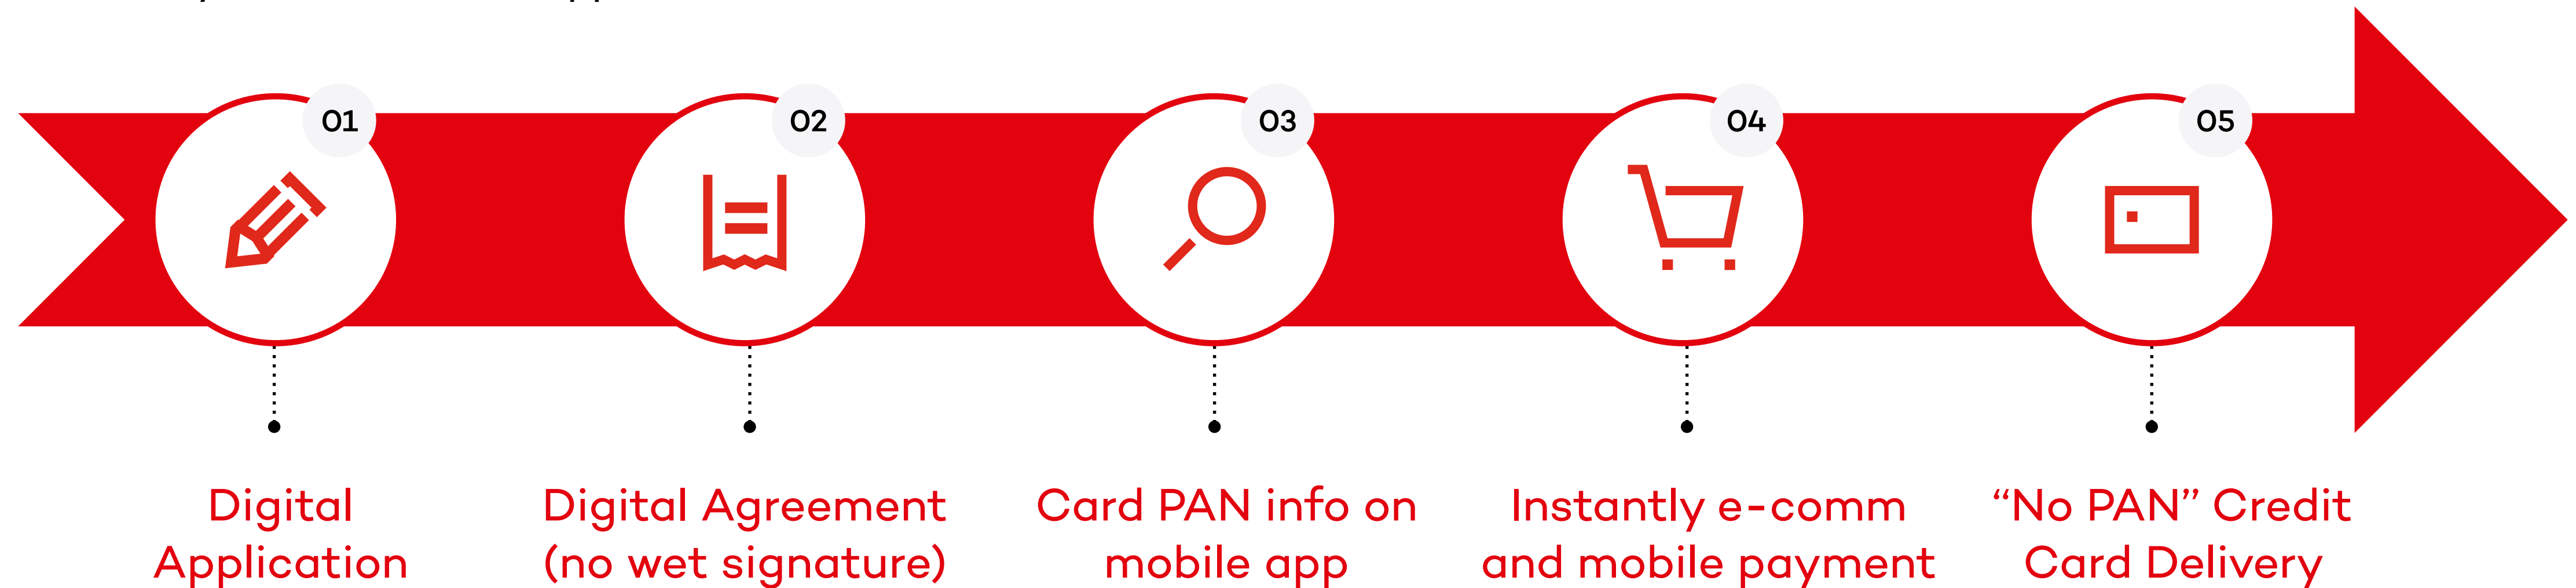 01
02
03
04
05
Digital
Application
Digital Agreement
(no wet signature)
Card PAN info on
mobile app
Instantly e-comm
and mobile payment
“No PAN” Credit
Card Delivery